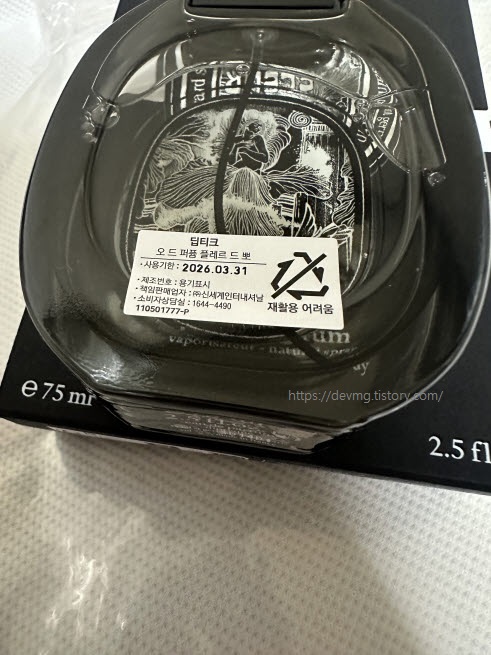 딥티크
오 드 퍼퓸 플레르 드 뽀
· 사용기한 : 2026.03.31
· 제조번호 : 용기표시
· 책임판매업자 : ㈜신세계인터내셔날
· 소비자상담실 : 1644-4490
110501777-P
재활용 어려움
vaporisateur - natural spray
https://devmg.tistory.com/
e 75 ml
2.5 fl